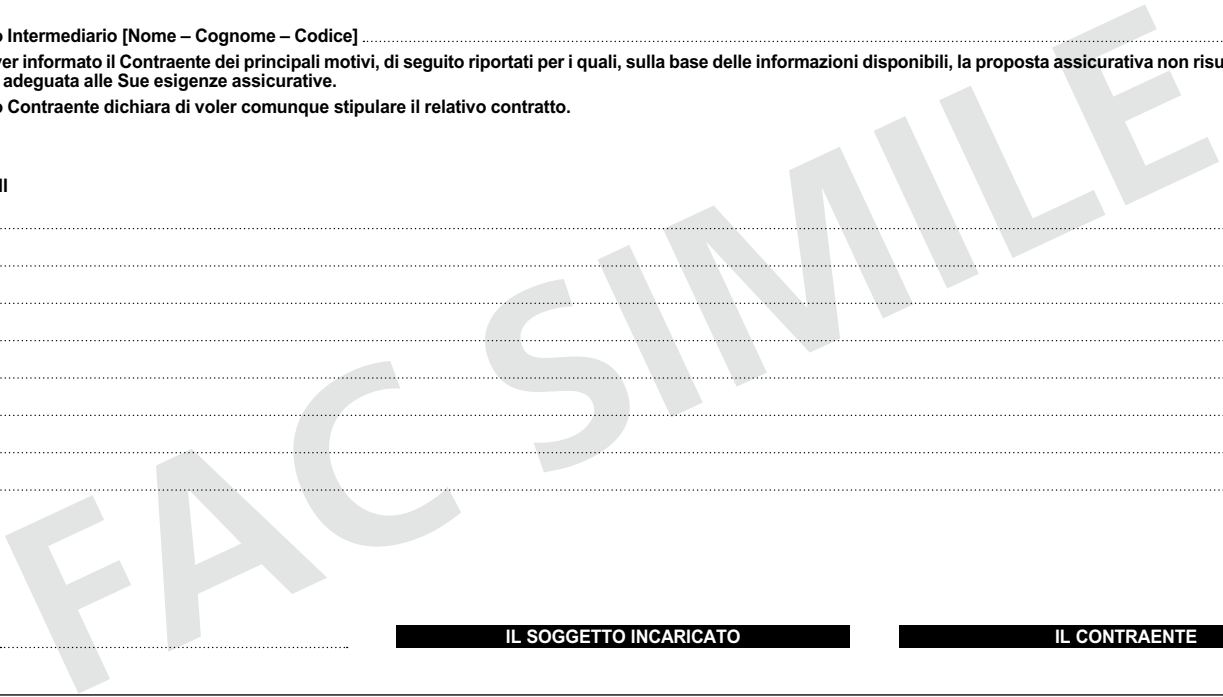 o Intermediario [Nome – Cognome – Codice]
ver informato il Contraente dei principali motivi, di seguito riportati per i quali, sulla base delle informazioni disponibili, la proposta assicurativa non risu
adeguata alle Sue esigenze assicurative.
o Contraente dichiara di voler comunque stipulare il relativo contratto.
FAC SIMILE
IL SOGGETTO INCARICATO
IL CONTRAENTE